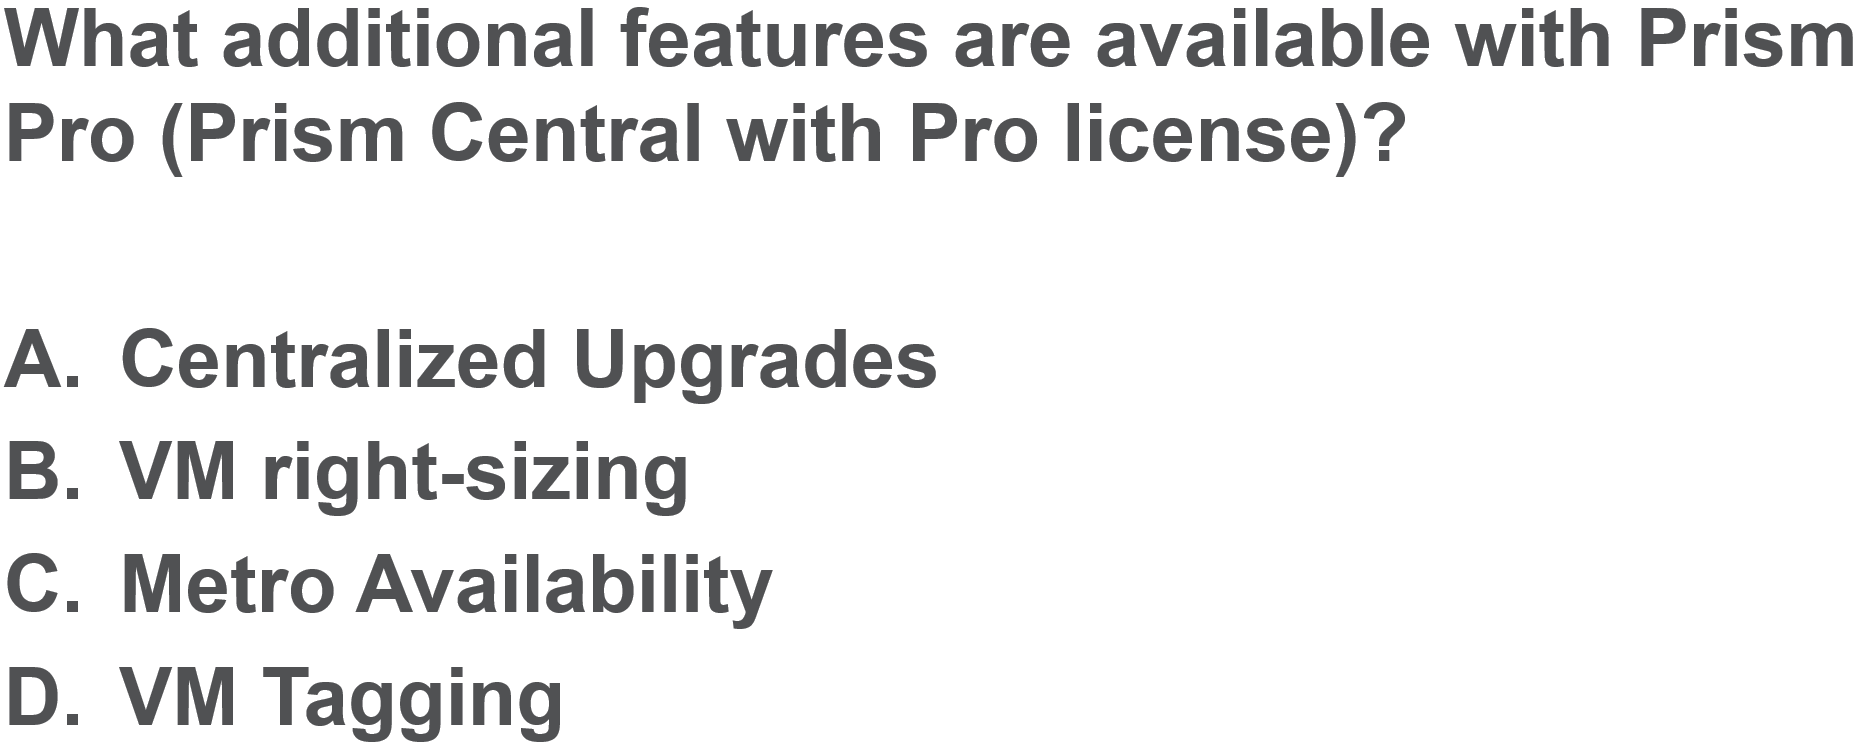 What additional features are available with Prism
Pro (Prism Central with Pro license)?
A. Centralized Upgrades
B. VM right-sizing
C. Metro Availability
D. VM Tagging